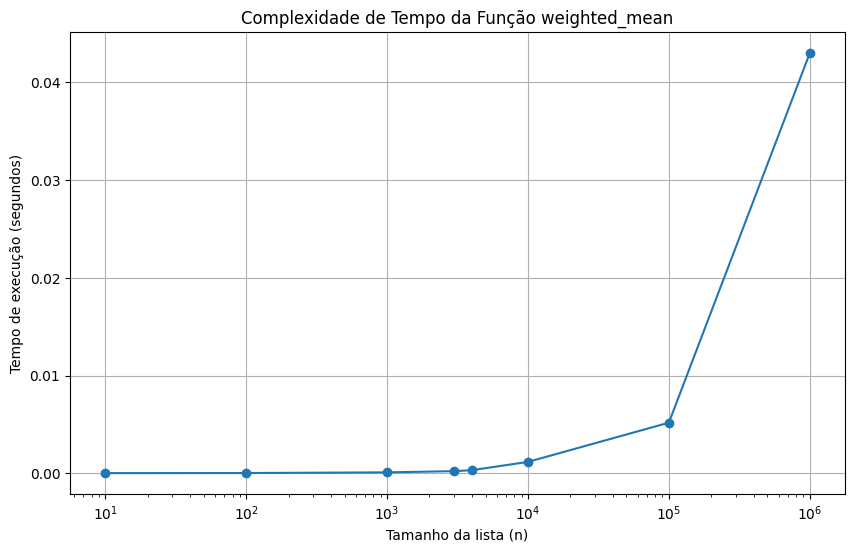 Complexidade de Tempo da Função weighted_mean
Tempo de execução (segundos)
0.04
0.03
0.02
0.01
0.00
10¹ 10² 10³ 10⁴ 10⁵ 10⁶
Tamanho da lista (n)